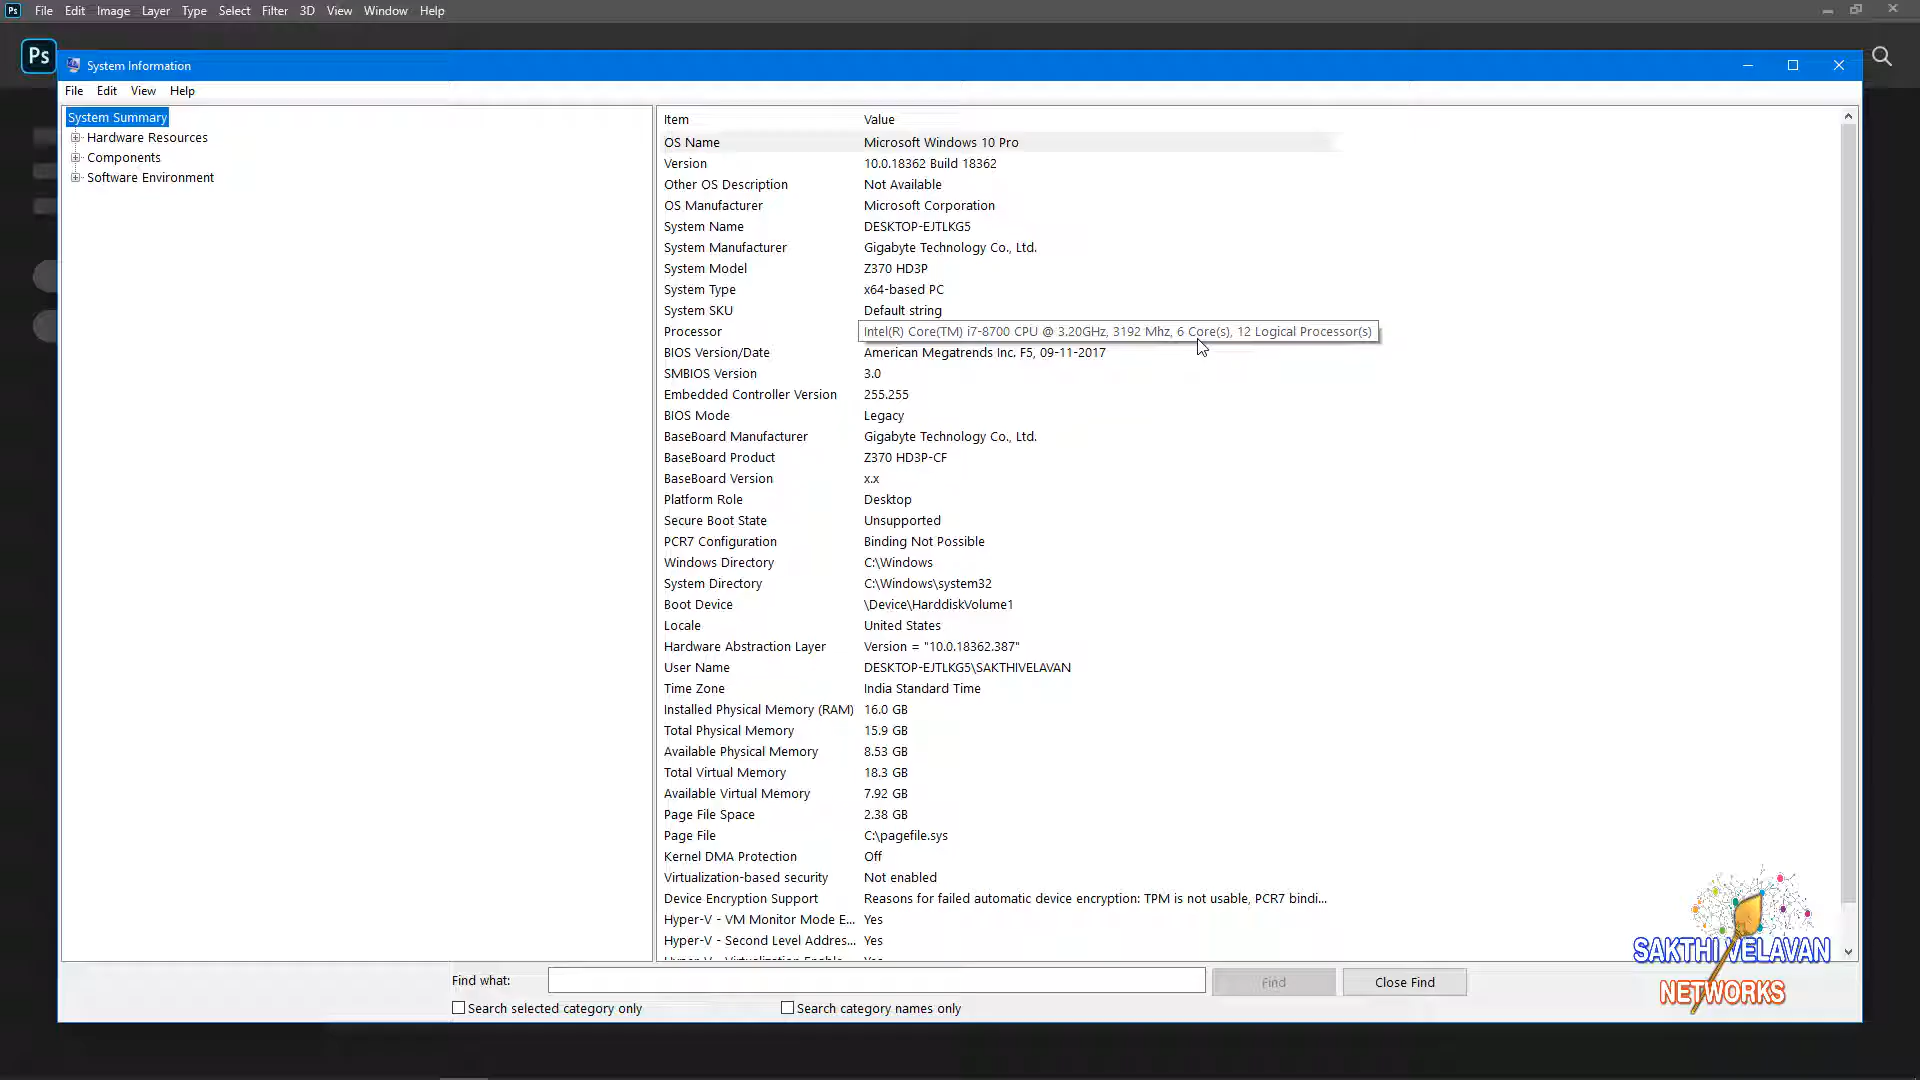 Ps File Edit Image Layer Type Select Filter 3D View Window Help
Ps
System Information
File Edit View Help
System Summary
Hardware Resources
Components
Software Environment
Item Value
OS Name Microsoft Windows 10 Pro
Version 10.0.18362 Build 18362
Other OS Description Not Available
OS Manufacturer Microsoft Corporation
System Name DESKTOP-EJTLKG5
System Manufacturer Gigabyte Technology Co., Ltd.
System Model Z370 HD3P
System Type x64-based PC
System SKU Default string
Processor Intel(R) Core(TM) i7-8700 CPU @ 3.20GHz, 3192 Mhz, 6 Core(s), 12 Logical Processor(s)
BIOS Version/Date American Megatrends Inc. F5, 09-11-2017
SMBIOS Version 3.0
Embedded Controller Version 255.255
BIOS Mode Legacy
BaseBoard Manufacturer Gigabyte Technology Co., Ltd.
BaseBoard Product Z370 HD3P-CF
BaseBoard Version x.x
Platform Role Desktop
Secure Boot State Unsupported
PCR7 Configuration Binding Not Possible
Windows Directory C:\Windows
System Directory C:\Windows\system32
Boot Device \Device\HarddiskVolume1
Locale United States
Hardware Abstraction Layer Version = "10.0.18362.387"
User Name DESKTOP-EJTLKG5\SAKTHIVELAVAN
Time Zone India Standard Time
Installed Physical Memory (RAM) 16.0 GB
Total Physical Memory 15.9 GB
Available Physical Memory 8.53 GB
Total Virtual Memory 18.3 GB
Available Virtual Memory 7.92 GB
Page File Space 2.38 GB
Page File C:\pagefile.sys
Kernel DMA Protection Off
Virtualization-based security Not enabled
Device Encryption Support Reasons for failed automatic device encryption: TPM is not usable, PCR7 bindi...
Hyper-V - VM Monitor Mode E... Yes
Hyper-V - Second Level Addres... Yes
Find what: Find Close Find
Search selected category only Search category names only
SAKTHI VELAVAN
NETWORKS